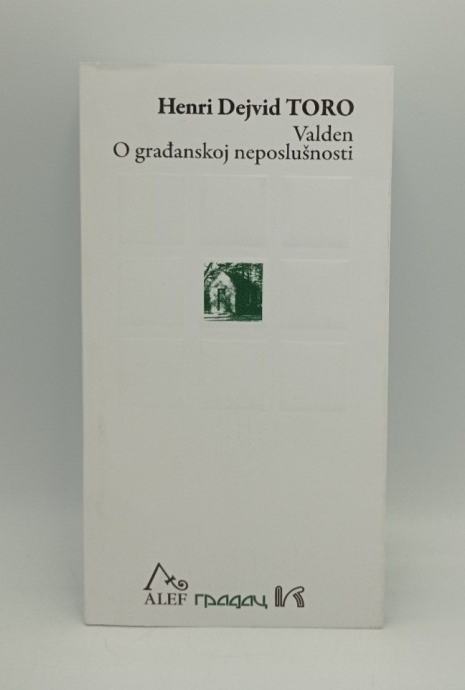 Henri Dejvid TORO
Valden
O građanskoj neposlušnosti
ALEF градац K